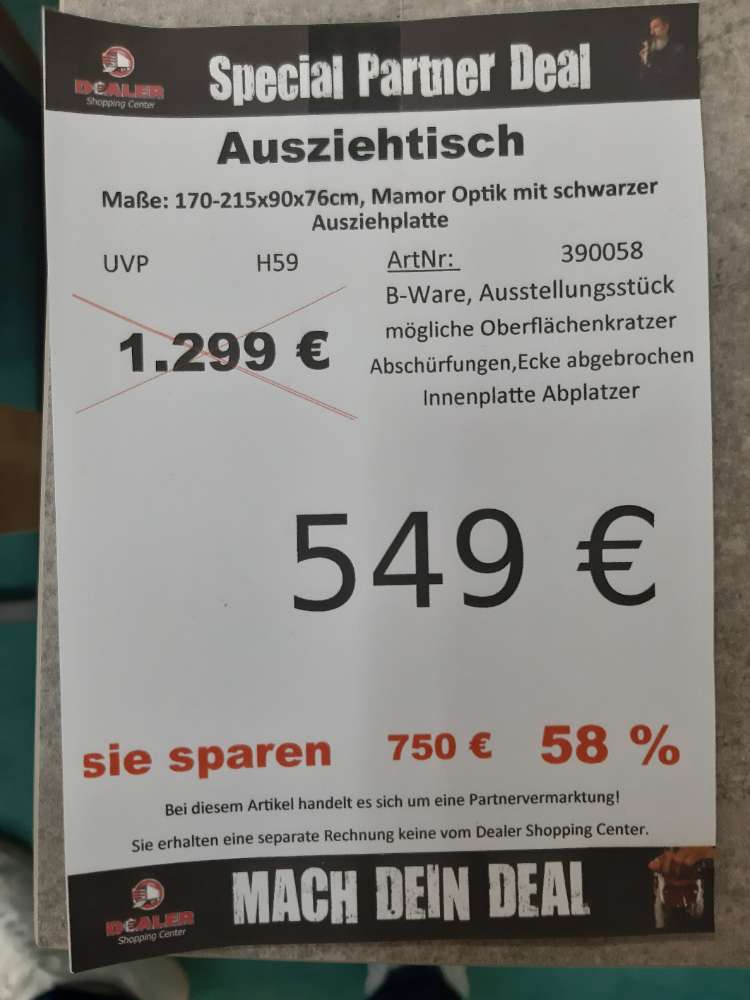 DEALER
Shopping Center
Special Partner Deal
Ausziehtisch
Maße: 170-215x90x76cm, Mamor Optik mit schwarzer
Ausziehplatte
UVP H59 ArtNr: 390058
B-Ware, Ausstellungsstück
1.299 €
mögliche Oberflächenkratzer
Abschürfungen,Ecke abgebrochen
Innenplatte Abplatzer
549 €
sie sparen 750 € 58 %
Bei diesem Artikel handelt es sich um eine Partnervermarktung!
Sie erhalten eine separate Rechnung keine vom Dealer Shopping Center.
DEALER
Shopping Center
MACH DEIN DEAL